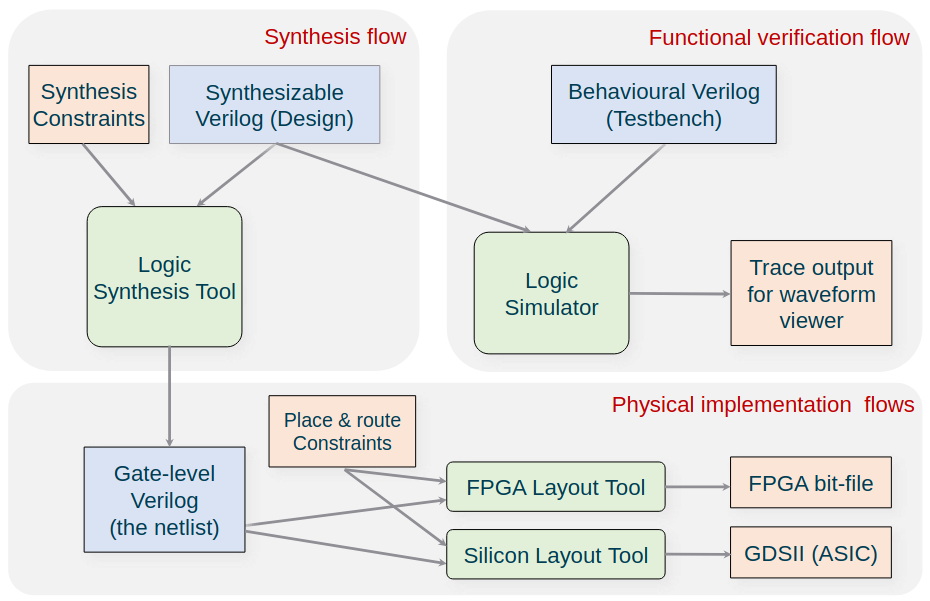 Synthesis flow
Synthesis
Constraints
Synthesizable
Verilog (Design)
Logic
Synthesis Tool
Functional verification flow
Behavioural Verilog
(Testbench)
Logic
Simulator
Trace output
for waveform
viewer
Physical implementation  flows
Place & route
Constraints
Gate-level
Verilog
(the netlist)
FPGA Layout Tool
FPGA bit-file
Silicon Layout Tool
GDSII (ASIC)